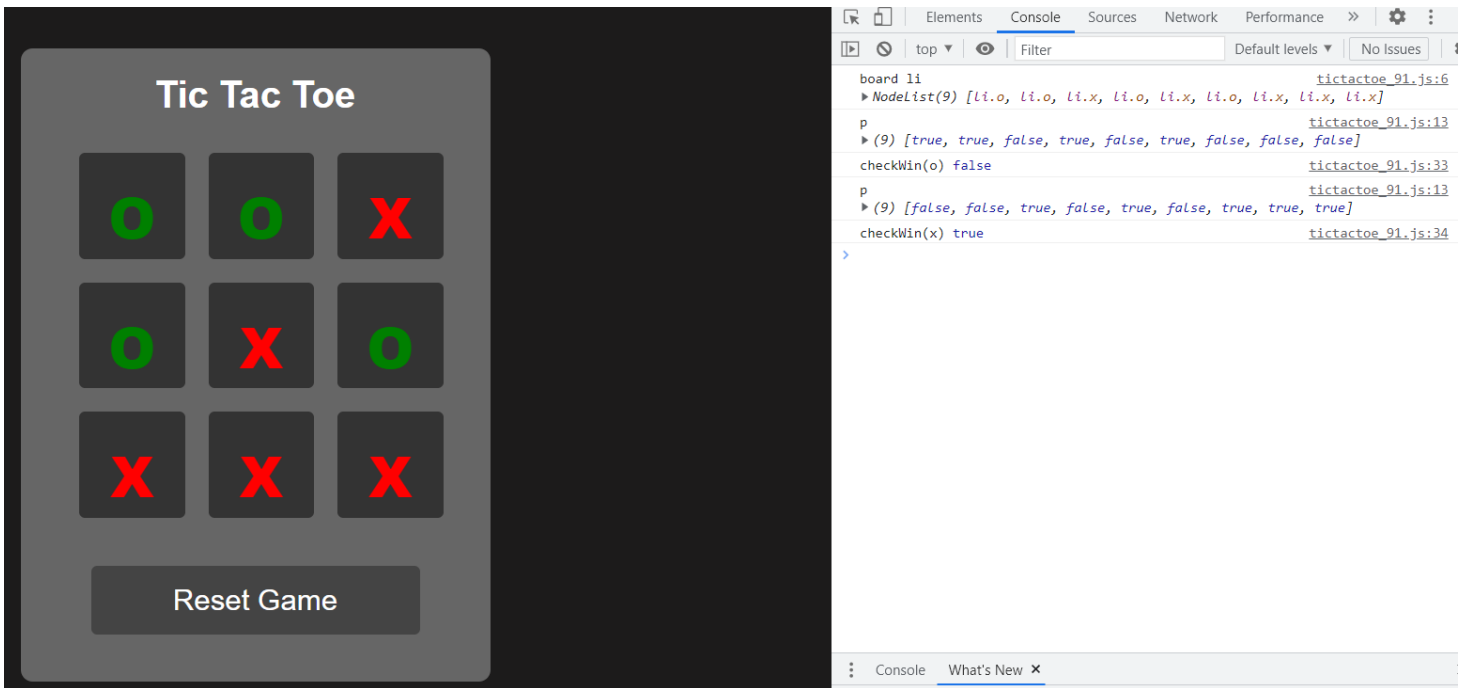 Tic Tac Toe
o o x
o x o
x x x
Reset Game
Elements Console Sources Network Performance »
top ▼ Filter Default levels ▼ No Issues
board li tictactoe_91.js:6
▶ NodeList(9) [li.o, li.o, li.x, li.o, li.x, li.o, li.x, li.x, li.x]
p tictactoe_91.js:13
▶ (9) [true, true, false, true, false, true, false, false, false]
checkWin(o) false tictactoe_91.js:33
p tictactoe_91.js:13
▶ (9) [false, false, true, false, true, false, true, true, true]
checkWin(x) true tictactoe_91.js:34
Console What's New ×